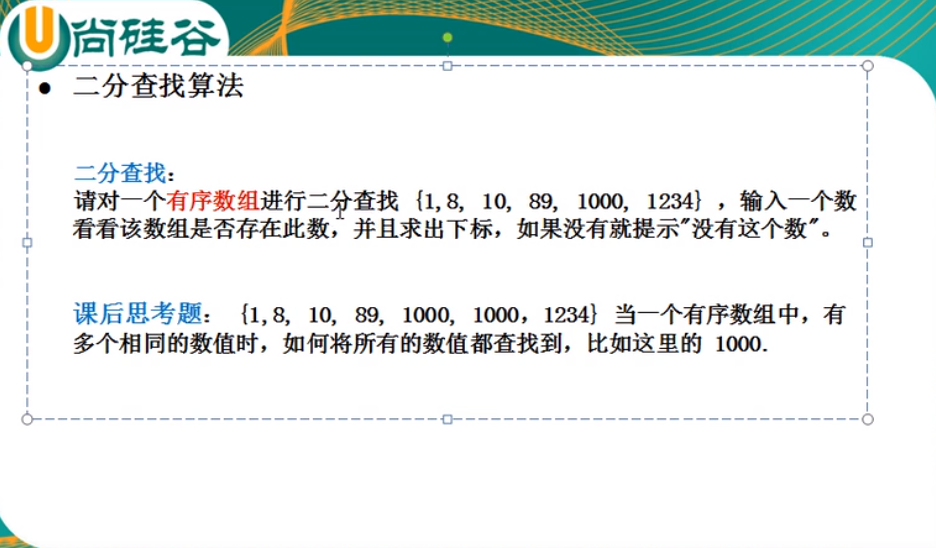 尚硅谷
● 二分查找算法
二分查找：
请对一个有序数组进行二分查找 {1,8, 10, 89, 1000, 1234} ，输入一个数
看看该数组是否存在此数，并且求出下标，如果没有就提示"没有这个数"。
课后思考题： {1,8, 10, 89, 1000, 1000，1234} 当一个有序数组中，有
多个相同的数值时，如何将所有的数值都查找到，比如这里的 1000.